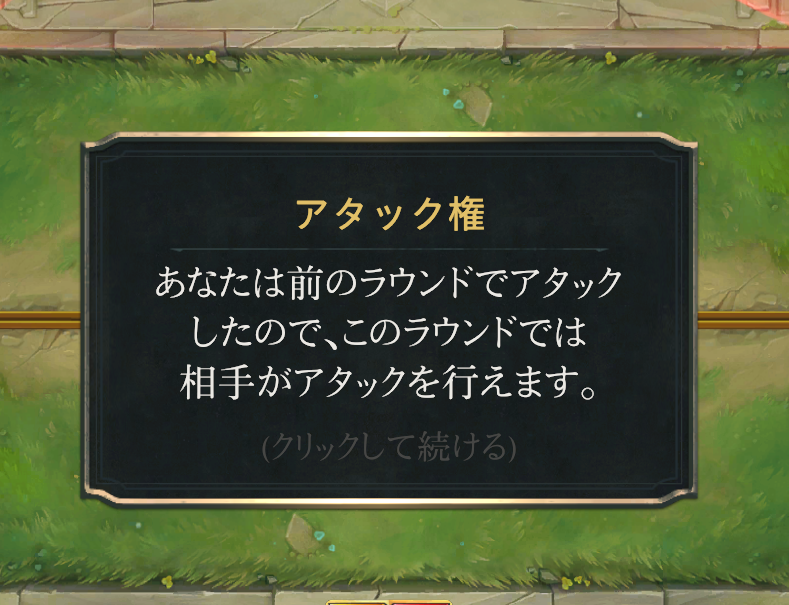 アタック権
あなたは前のラウンドでアタック
したので、このラウンドでは
相手がアタックを行えます。
(クリックして続ける)